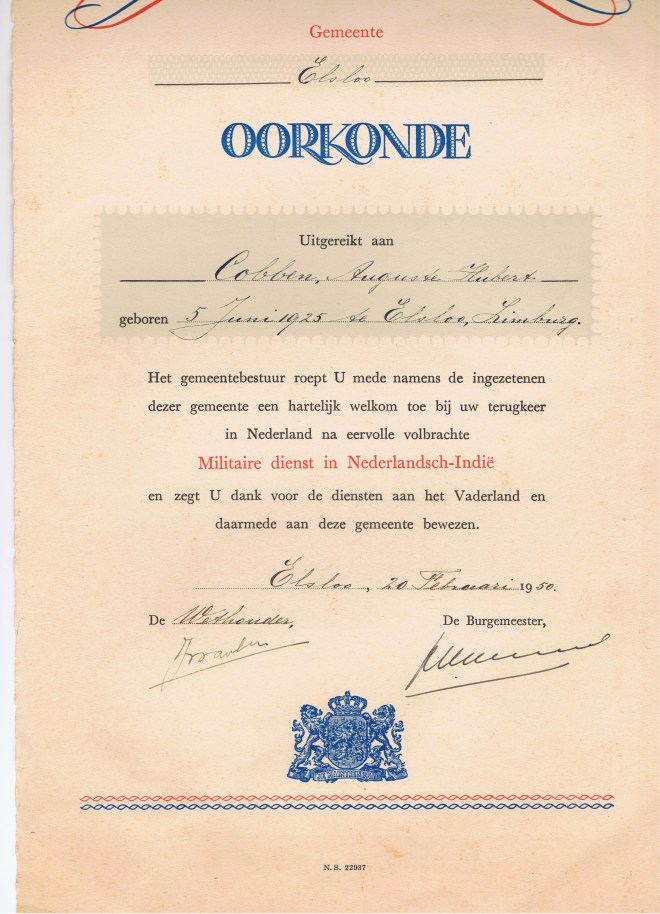 Gemeente
Elsloo
OORKONDE
Uitgereikt aan
Cobben, Auguste Hubert
geboren 5 Juni 1925 te Elsloo, Limburg.
Het gemeentebestuur roept U mede namens de ingezetenen
dezer gemeente een hartelijk welkom toe bij uw terugkeer
in Nederland na eervolle volbrachte
Militaire dienst in Nederlandsch-Indië
en zegt U dank voor de diensten aan het Vaderland en
daarmede aan deze gemeente bewezen.
Elsloo, 20 Februari 1950.
De Wethouder, De Burgemeester,
N. S. 22937